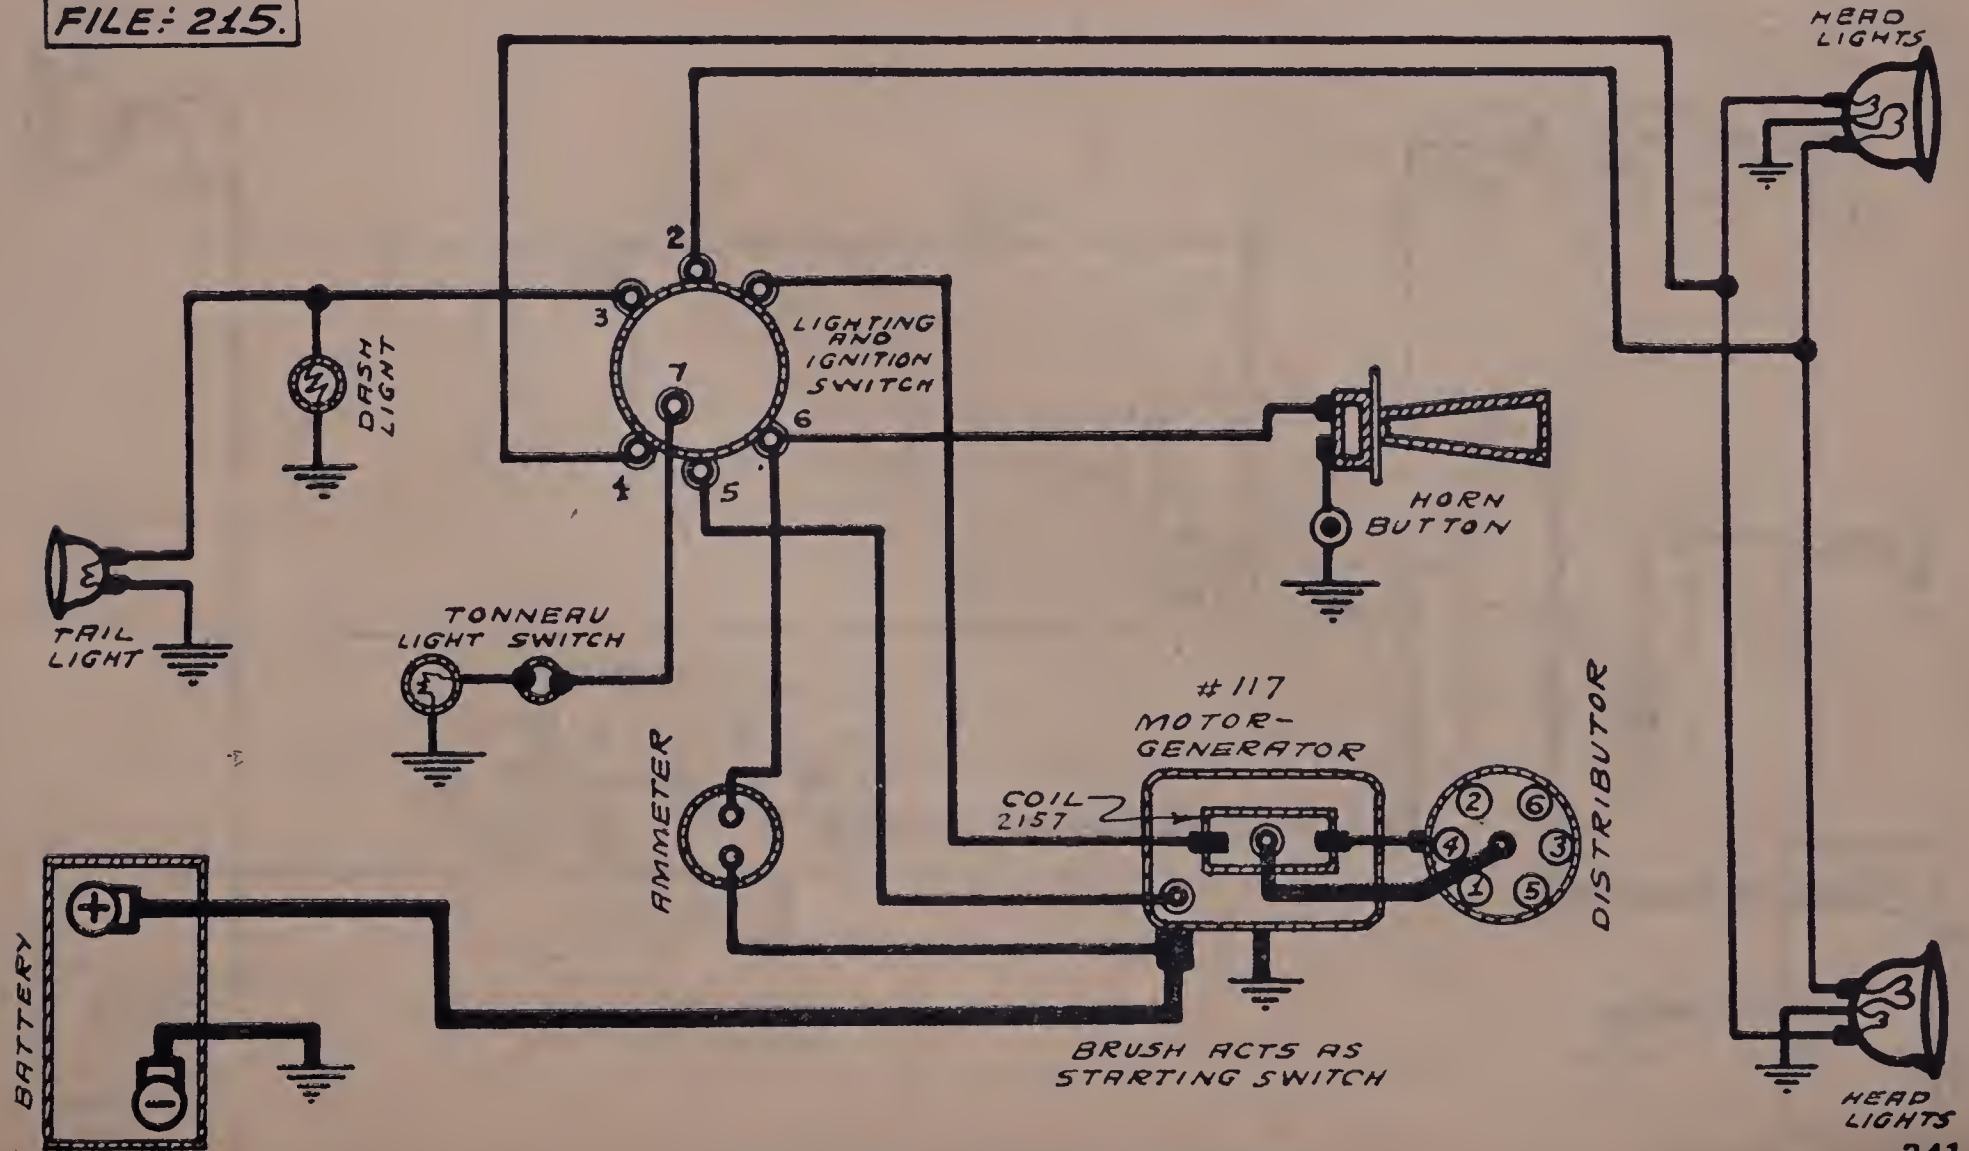 FILE:- 215.
HEAD
LIGHTS
2
3
LIGHTING
AND
IGNITION
SWITCH
DASH
LIGHT
7
6
4
5
HORN
BUTTON
TAIL
LIGHT
TONNEAU
LIGHT SWITCH
#117
MOTOR-
GENERATOR
COIL
2157
AMMETER
DISTRIBUTOR
2
6
4
3
1
5
+
BATTERY
−
BRUSH ACTS AS
STARTING SWITCH
HEAD
LIGHTS